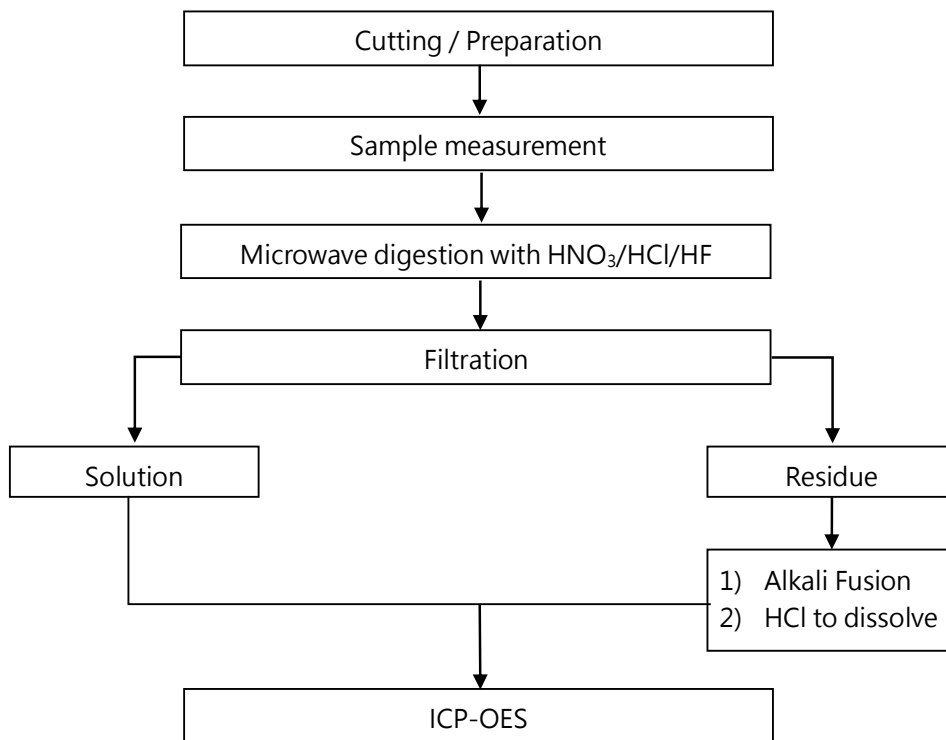 Cutting / Preparation
Sample measurement
Microwave digestion with HNO₃/HCl/HF
Filtration
Solution
Residue
1) Alkali Fusion
2) HCl to dissolve
ICP-OES